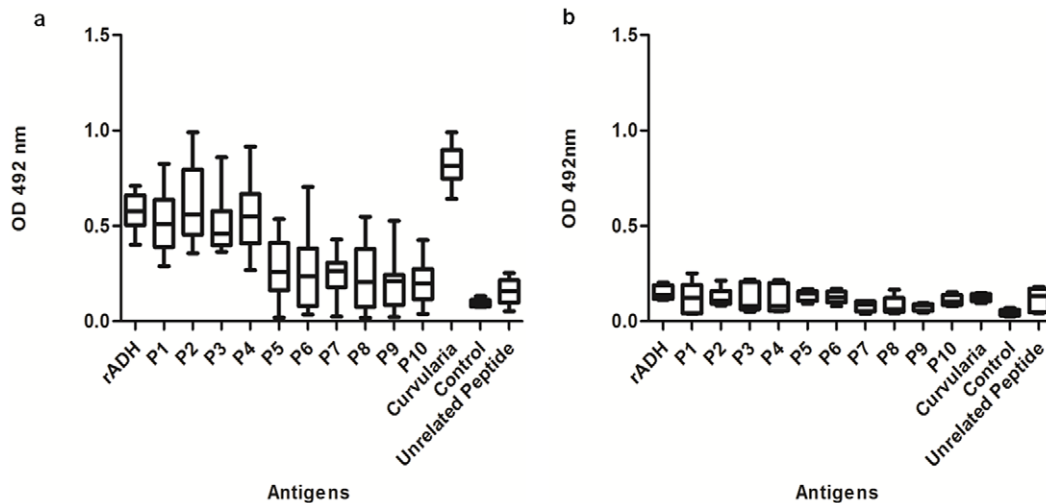 a
1.5
1.0
0.5
0.0
OD 492 nm
rADH
P1
P2
P3
P4
P5
P6
P7
P8
P9
P10
Curvularia
Control
Unrelated Peptide
Antigens
b
1.5
1.0
0.5
0.0
OD 492nm
rADH
P1
P2
P3
P4
P5
P6
P7
P8
P9
P10
Curvularia
Control
Unrelated Peptide
Antigens